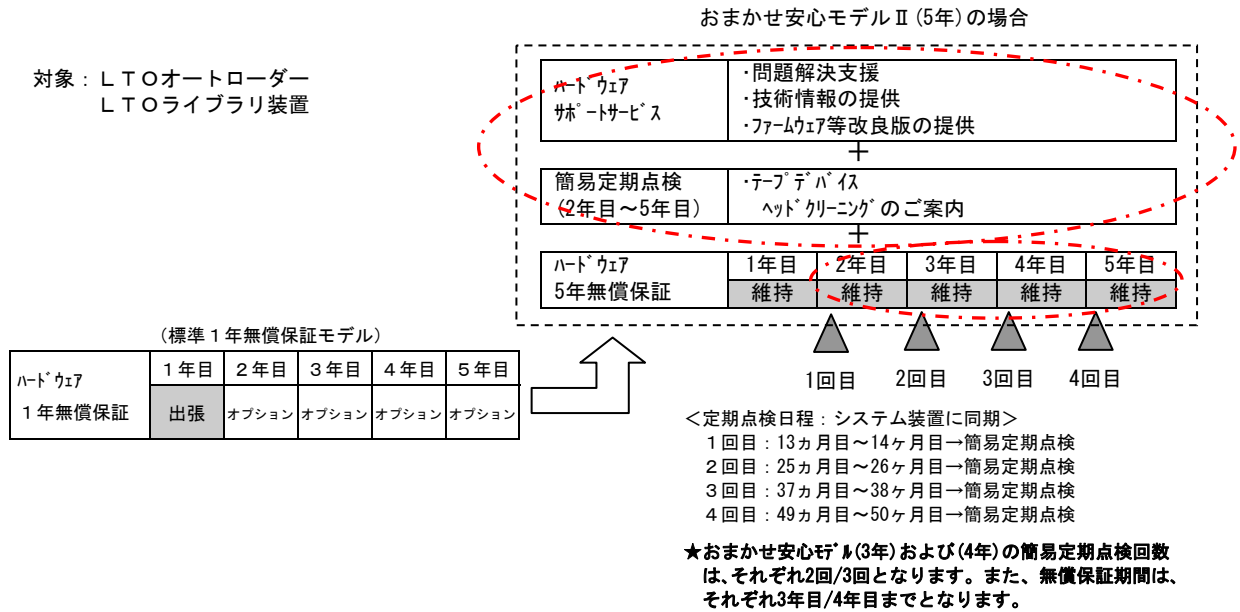 おまかせ安心モデルⅡ(5年)の場合
対象：ＬＴＯオートローダー
ＬＴＯライブラリ装置
ﾊｰﾄﾞｳｪｱ
ｻﾎﾟｰﾄｻｰﾋﾞｽ
･問題解決支援
･技術情報の提供
･ﾌｧｰﾑｳｪｱ等改良版の提供
＋
簡易定期点検
(2年目～5年目)
･ﾃｰﾌﾟﾃﾞﾊﾞｲｽ
ﾍｯﾄﾞｸﾘｰﾆﾝｸﾞのご案内
＋
ﾊｰﾄﾞｳｪｱ
5年無償保証
1年目 2年目 3年目 4年目 5年目
維持 維持 維持 維持 維持
1回目 2回目 3回目 4回目
(標準１年無償保証モデル)
ﾊｰﾄﾞｳｪｱ
１年無償保証
１年目 ２年目 ３年目 ４年目 ５年目
出張 オプション オプション オプション オプション
＜定期点検日程：システム装置に同期＞
１回目：13ヵ月目～14ヶ月目→簡易定期点検
２回目：25ヵ月目～26ヶ月目→簡易定期点検
３回目：37ヵ月目～38ヶ月目→簡易定期点検
４回目：49ヵ月目～50ヶ月目→簡易定期点検
★おまかせ安心ﾓﾃﾞﾙ(3年)および(4年)の簡易定期点検回数
は､それぞれ2回/3回となります。また、無償保証期間は、
それぞれ3年目/4年目までとなります。